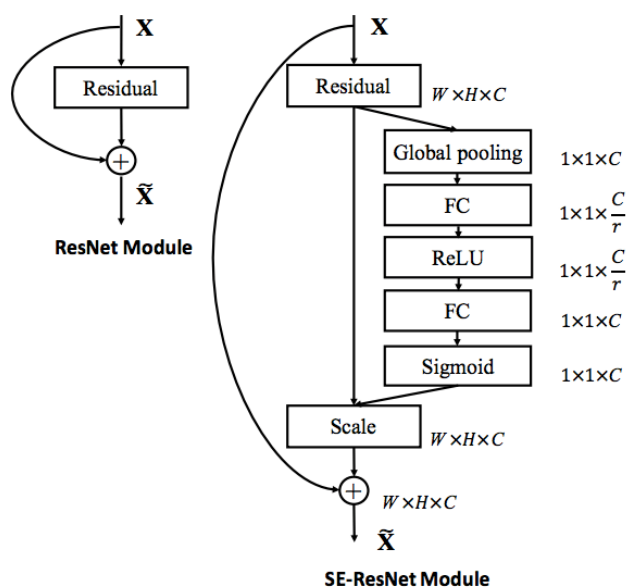 X
Residual
+
X̃
ResNet Module
X
Residual
W×H×C
Global pooling
1×1×C
FC
1×1×C/r
ReLU
1×1×C/r
FC
1×1×C
Sigmoid
1×1×C
Scale
W×H×C
+
W×H×C
X̃
SE-ResNet Module